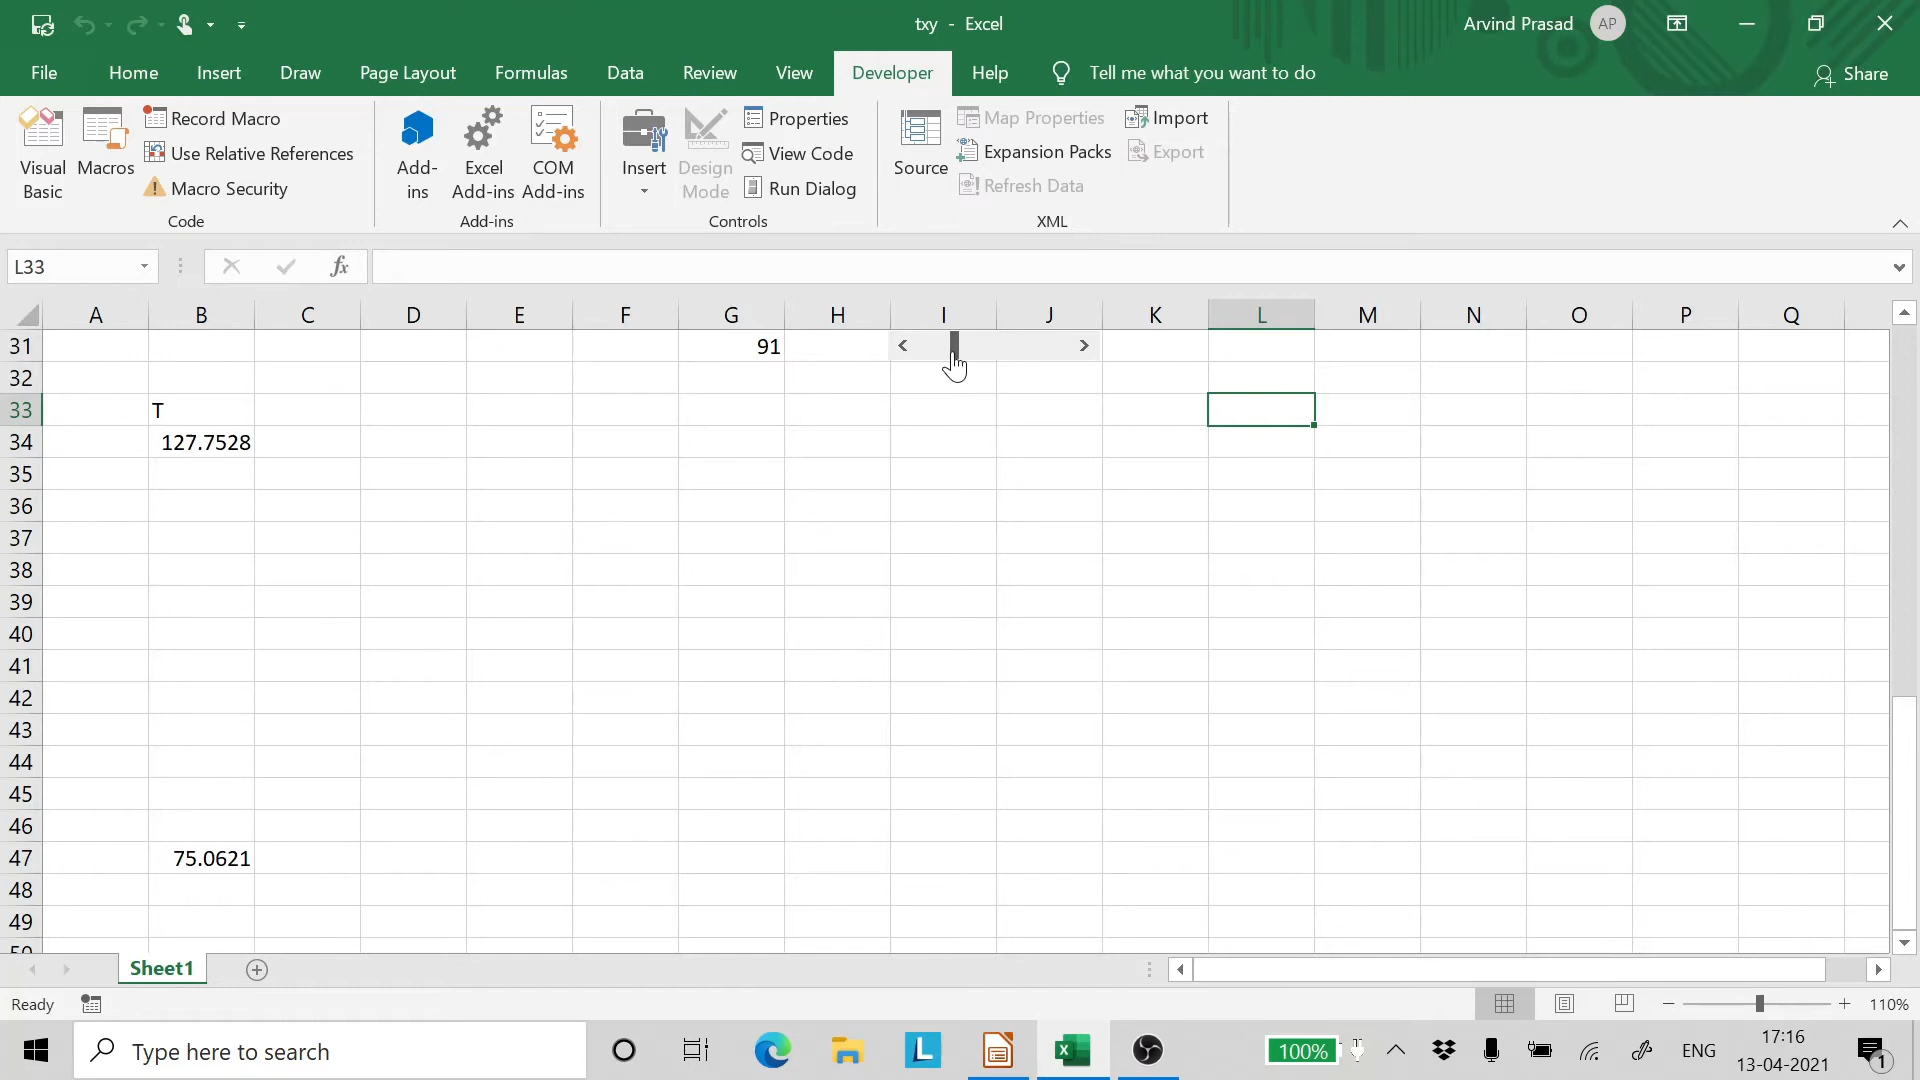 txy - Excel
Arvind Prasad
AP
File Home Insert Draw Page Layout Formulas Data Review View Developer Help Tell me what you want to do
Share
Visual Basic
Macros
Record Macro
Use Relative References
Macro Security
Code
Add-ins
Excel Add-ins
COM Add-ins
Add-ins
Insert
Design Mode
Properties
View Code
Run Dialog
Controls
Source
Map Properties
Expansion Packs
Refresh Data
Import
Export
XML
L33
fx
A B C D E F G H I J K L M N O P Q
31 91
32
33 T
34 127.7528
35
36
37
38
39
40
41
42
43
44
45
46
47 75.0621
48
49
50
Sheet1
Ready
110%
Type here to search
L
100%
ENG
17:16
13-04-2021
1